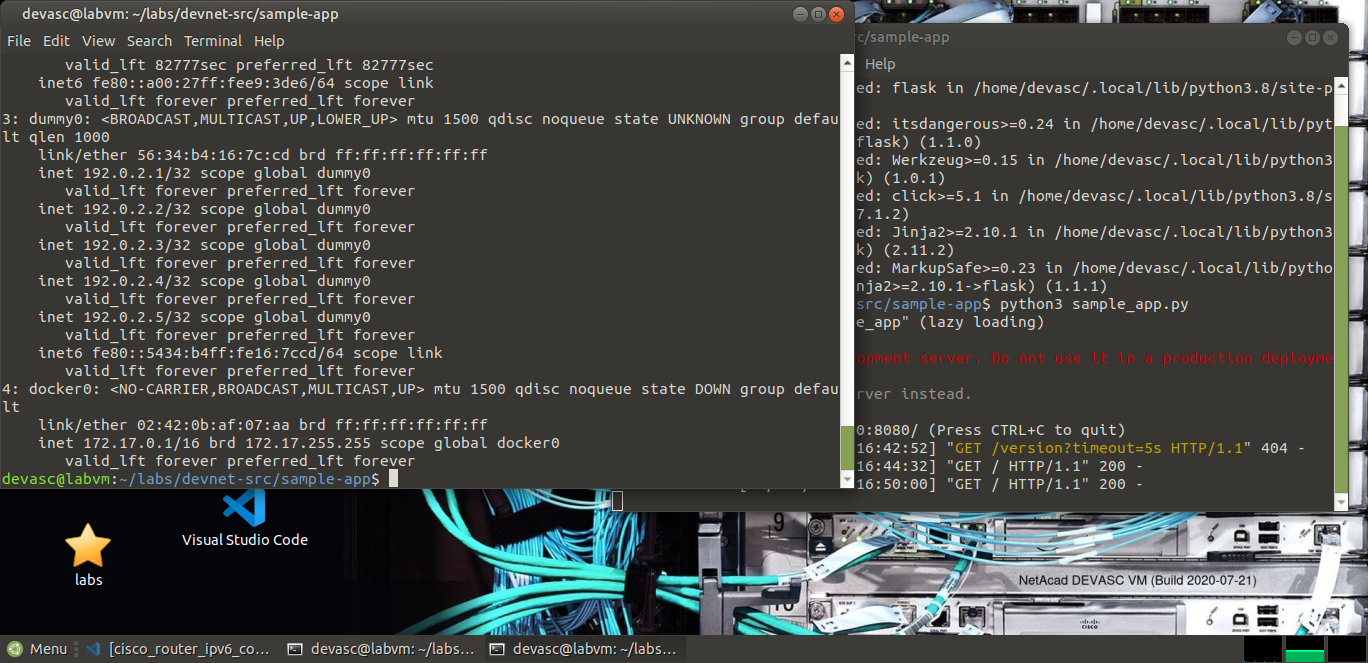 devasc@labvm: ~/labs/devnet-src/sample-app
File Edit View Search Terminal Help
valid_lft 82777sec preferred_lft 82777sec
inet6 fe80::a00:27ff:fee9:3de6/64 scope link
valid_lft forever preferred_lft forever
3: dummy0: <BROADCAST,MULTICAST,UP,LOWER_UP> mtu 1500 qdisc noqueue state UNKNOWN group defau
lt qlen 1000
link/ether 56:34:b4:16:7c:cd brd ff:ff:ff:ff:ff:ff
inet 192.0.2.1/32 scope global dummy0
valid_lft forever preferred_lft forever
inet 192.0.2.2/32 scope global dummy0
valid_lft forever preferred_lft forever
inet 192.0.2.3/32 scope global dummy0
valid_lft forever preferred_lft forever
inet 192.0.2.4/32 scope global dummy0
valid_lft forever preferred_lft forever
inet 192.0.2.5/32 scope global dummy0
valid_lft forever preferred_lft forever
inet6 fe80::5434:b4ff:fe16:7ccd/64 scope link
valid_lft forever preferred_lft forever
4: docker0: <NO-CARRIER,BROADCAST,MULTICAST,UP> mtu 1500 qdisc noqueue state DOWN group defau
lt
link/ether 02:42:0b:af:07:aa brd ff:ff:ff:ff:ff:ff
inet 172.17.0.1/16 brd 172.17.255.255 scope global docker0
valid_lft forever preferred_lft forever
devasc@labvm:~/labs/devnet-src/sample-app$
rc/sample-app
Help
ed: flask in /home/devasc/.local/lib/python3.8/site-p
ed: itsdangerous>=0.24 in /home/devasc/.local/lib/pyt
flask) (1.1.0)
ed: Werkzeug>=0.15 in /home/devasc/.local/lib/python3
k) (1.0.1)
ed: click>=5.1 in /home/devasc/.local/lib/python3.8/s
7.1.2)
ed: Jinja2>=2.10.1 in /home/devasc/.local/lib/python3
k) (2.11.2)
ed: MarkupSafe>=0.23 in /home/devasc/.local/lib/pytho
nja2>=2.10.1->flask) (1.1.1)
src/sample-app$ python3 sample_app.py
e_app" (lazy loading)
opment server. Do not use it in a production deployme
rver instead.
0:8080/ (Press CTRL+C to quit)
16:42:52] "GET /version?timeout=5s HTTP/1.1" 404 -
16:44:32] "GET / HTTP/1.1" 200 -
16:50:00] "GET / HTTP/1.1" 200 -
labs
Visual Studio Code
9
NetAcad DEVASC VM (Build 2020-07-21)
CISCO
Menu
[cisco_router_ipv6_co...
devasc@labvm: ~/labs...
devasc@labvm: ~/labs...